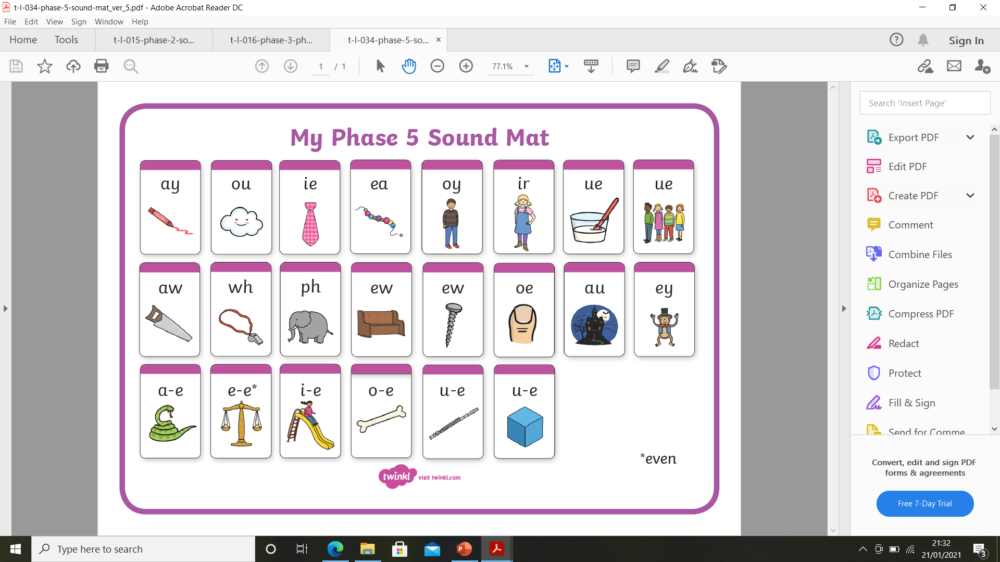 t-l-034-phase-5-sound-mat_ver_5.pdf - Adobe Acrobat Reader DC
File Edit View Sign Window Help
Home Tools t-l-015-phase-2-so... t-l-016-phase-3-ph... t-l-034-phase-5-so... × Sign In
1 / 1 77.1%
My Phase 5 Sound Mat
ay ou ie ea oy ir ue ue
aw wh ph ew ew oe au ey
a-e e-e* i-e o-e u-e u-e
*even
twinkl visit twinkl.com
Search 'Insert Page'
Export PDF
Edit PDF
Create PDF
Comment
Combine Files
Organize Pages
Compress PDF
Redact
Protect
Fill & Sign
Send for Comme
Convert, edit and sign PDF
forms & agreements
Free 7-Day Trial
Type here to search
21:32
21/01/2021
3